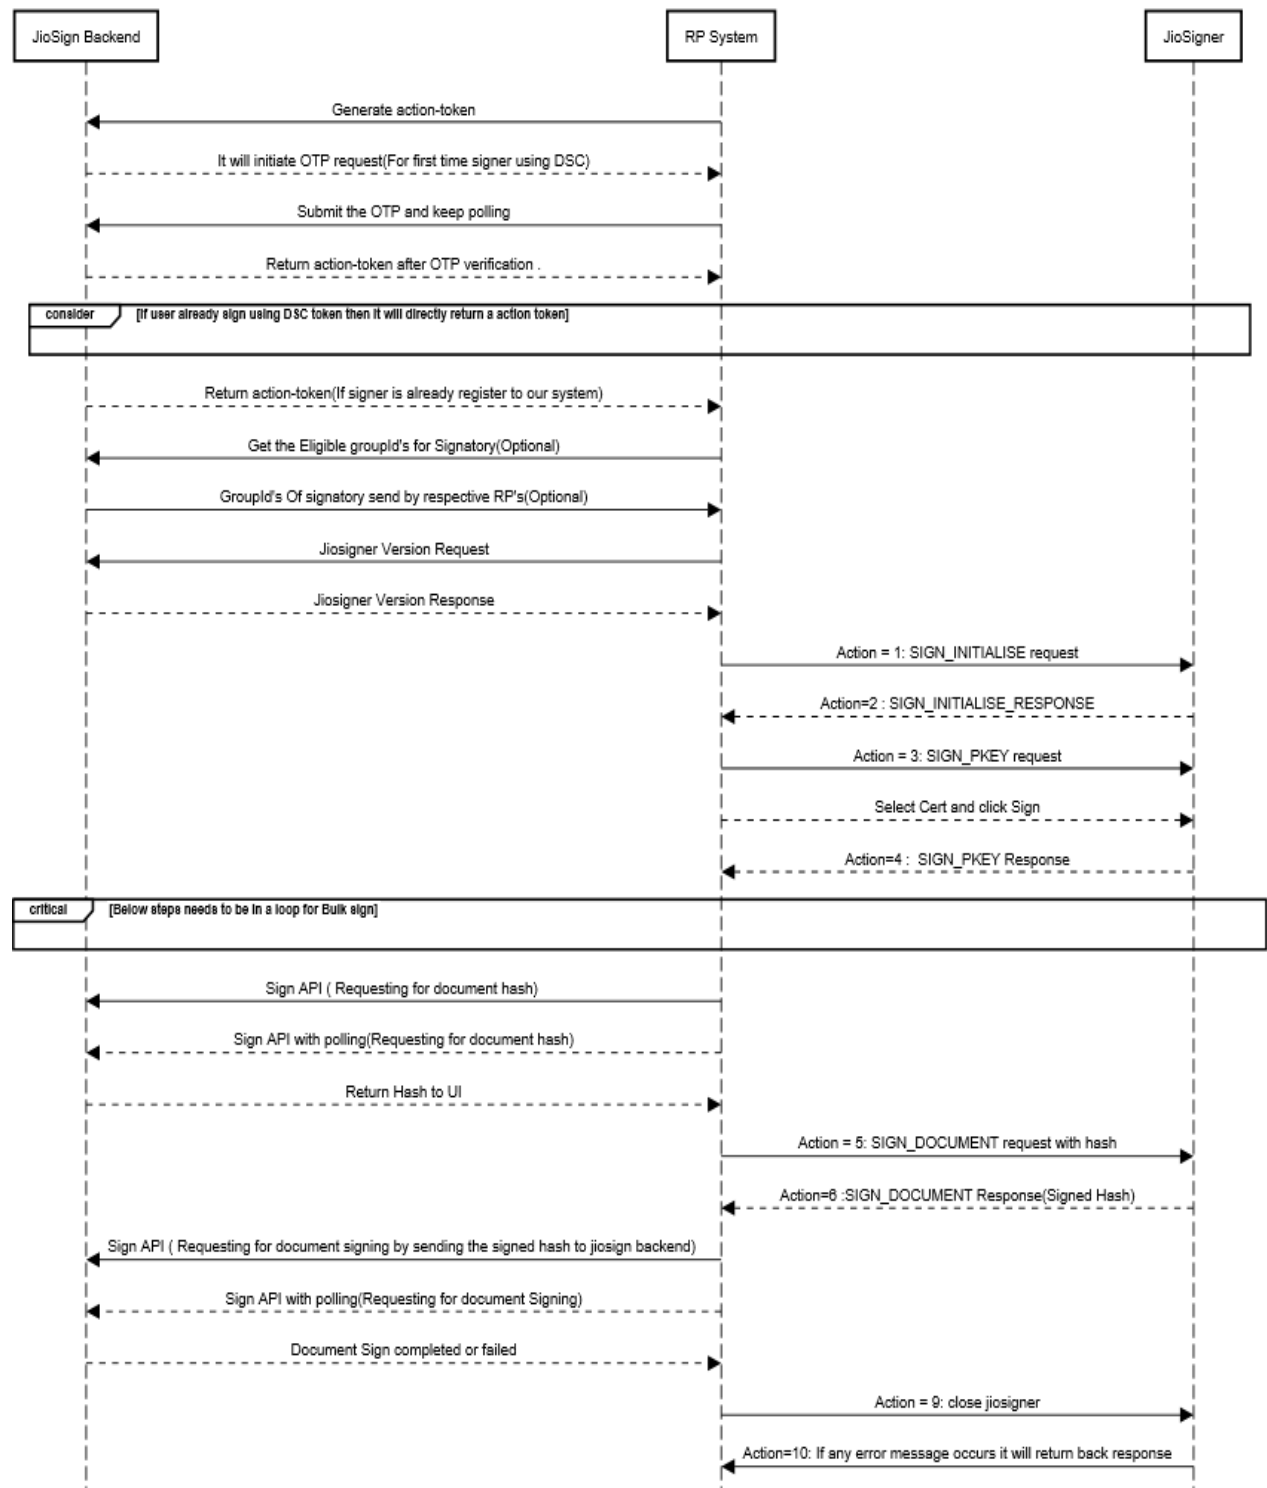 JioSign Backend
RP System
JioSigner
Generate action-token
It will initiate OTP request(For first time signer using DSC)
Submit the OTP and keep polling
Return action-token after OTP verification .
consider
[If user already sign using DSC token then it will directly return a action token]
Return action-token(If signer is already register to our system)
Get the Eligible groupId's for Signatory(Optional)
GroupId's Of signatory send by respective RP's(Optional)
Jiosigner Version Request
Jiosigner Version Response
Action = 1: SIGN_INITIALISE request
Action=2 : SIGN_INITIALISE_RESPONSE
Action = 3: SIGN_PKEY request
Select Cert and click Sign
Action=4 :  SIGN_PKEY Response
critical
[Below steps needs to be in a loop for Bulk sign]
Sign API ( Requesting for document hash)
Sign API with polling(Requesting for document hash)
Return Hash to UI
Action = 5: SIGN_DOCUMENT request with hash
Action=6 :SIGN_DOCUMENT Response(Signed Hash)
Sign API ( Requesting for document signing by sending the signed hash to jiosign backend)
Sign API with polling(Requesting for document Signing)
Document Sign completed or failed
Action = 9: close jiosigner
Action=10: If any error message occurs it will return back response